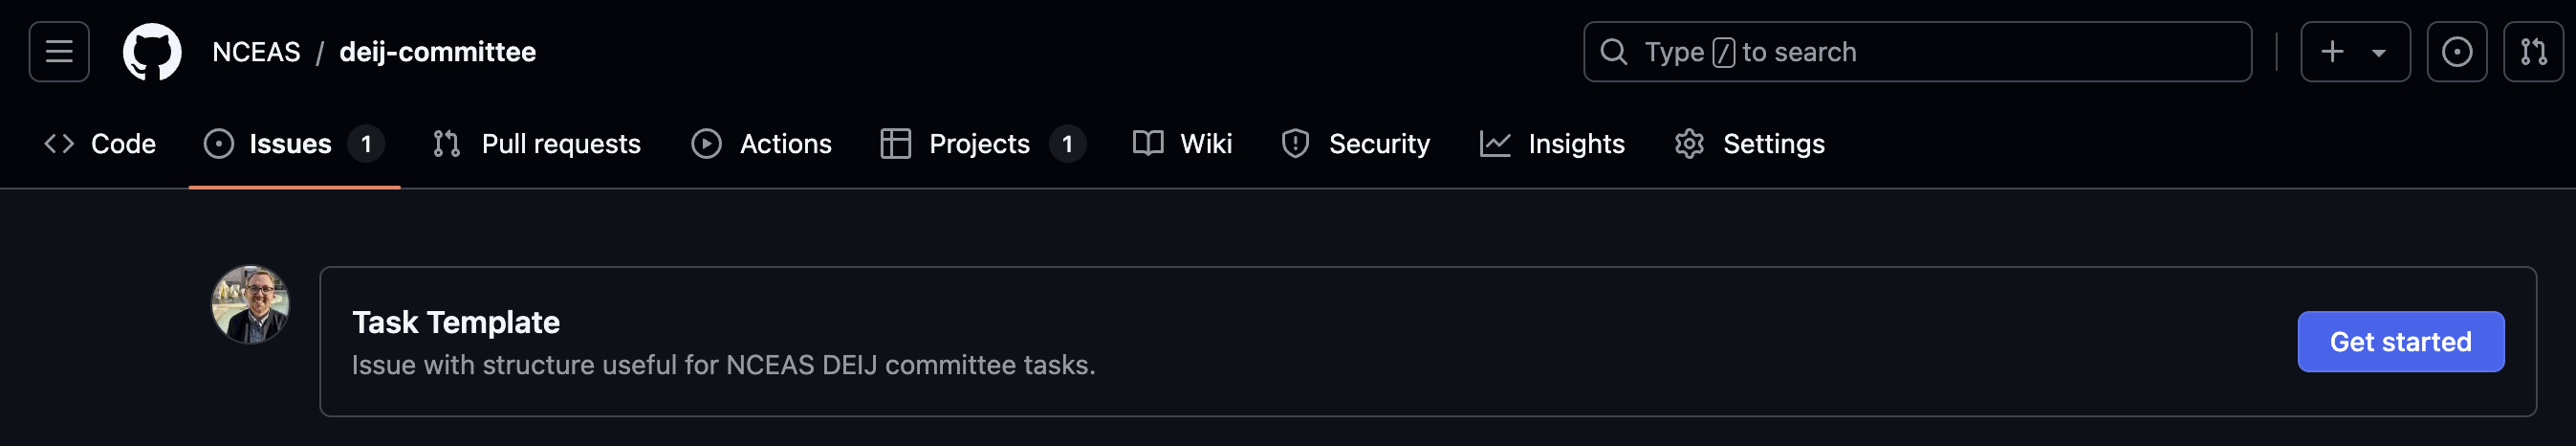 NCEAS / deij-committee
Type / to search
Code Issues 1 Pull requests Actions Projects 1 Wiki Security Insights Settings
Task Template
Issue with structure useful for NCEAS DEIJ committee tasks.
Get started